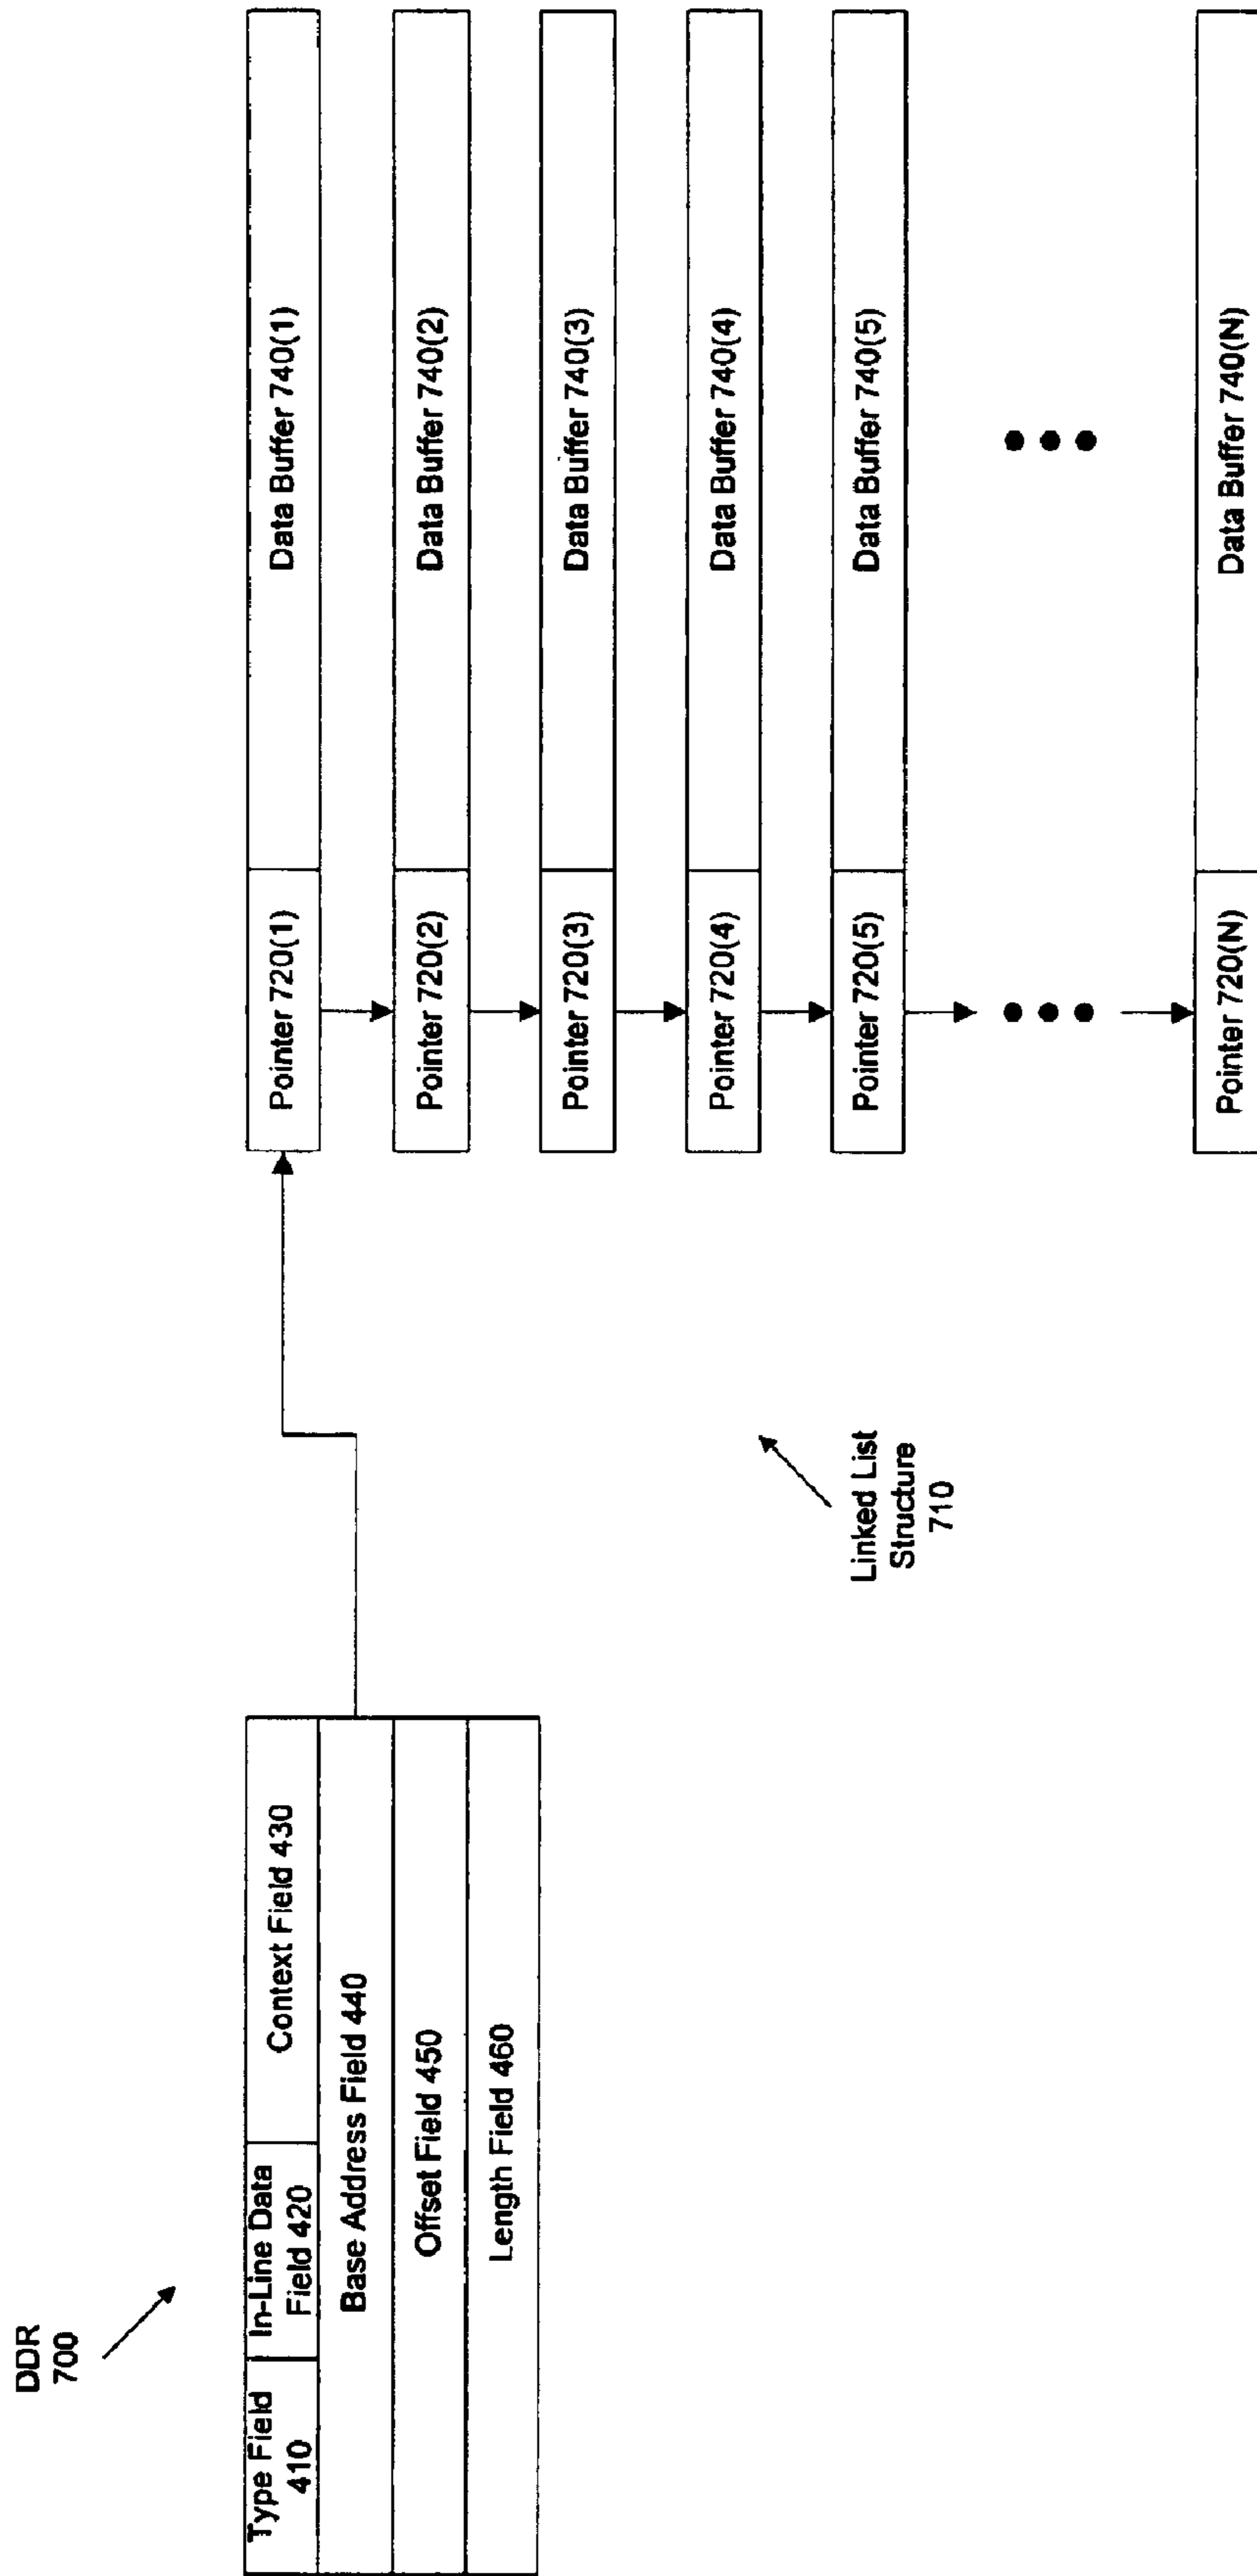 DDR
700
Type Field
410
In-Line Data
Field 420
Context Field 430
Base Address Field 440
Offset Field 450
Length Field 460
Linked List
Structure
710
Pointer 720(1)
Data Buffer 740(1)
Pointer 720(2)
Data Buffer 740(2)
Pointer 720(3)
Data Buffer 740(3)
Pointer 720(4)
Data Buffer 740(4)
Pointer 720(5)
Data Buffer 740(5)
Pointer 720(N)
Data Buffer 740(N)